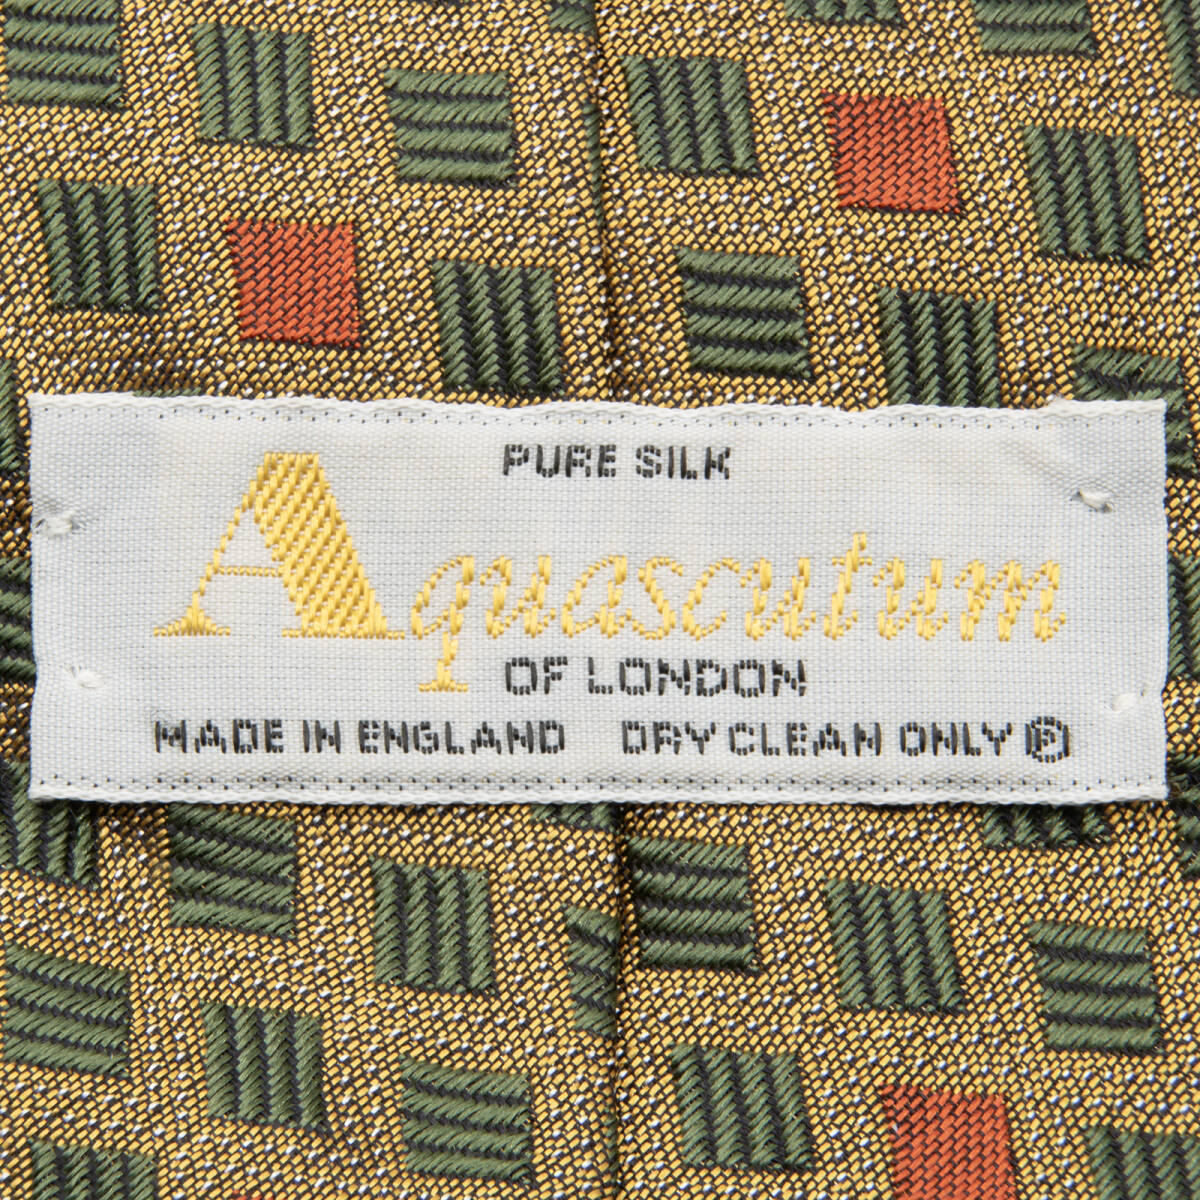 PURE SILK
Aquascutum
OF LONDON
MADE IN ENGLAND DRY CLEAN ONLY Ⓟ